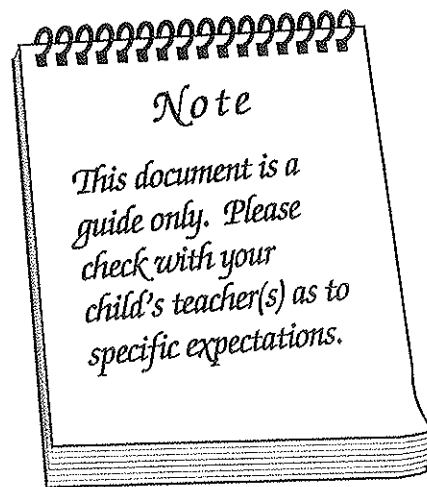 Note
This document is a
guide only. Please
check with your
child's teacher(s) as to
specific expectations.